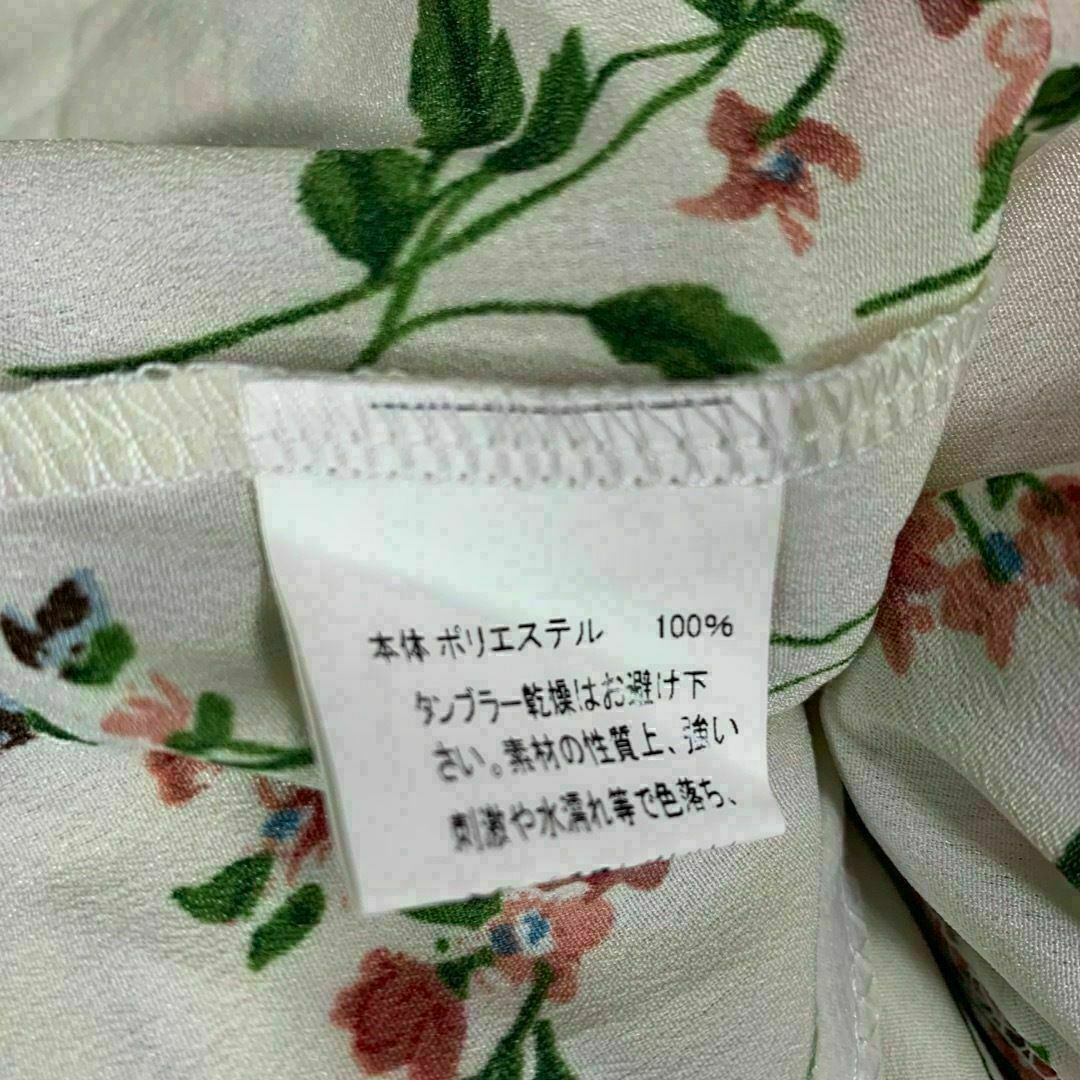 本体 ポリエステル 100%
タンブラー乾燥はお避け下
さい。素材の性質上、強い
刺激や水濡れ等で色落ち、